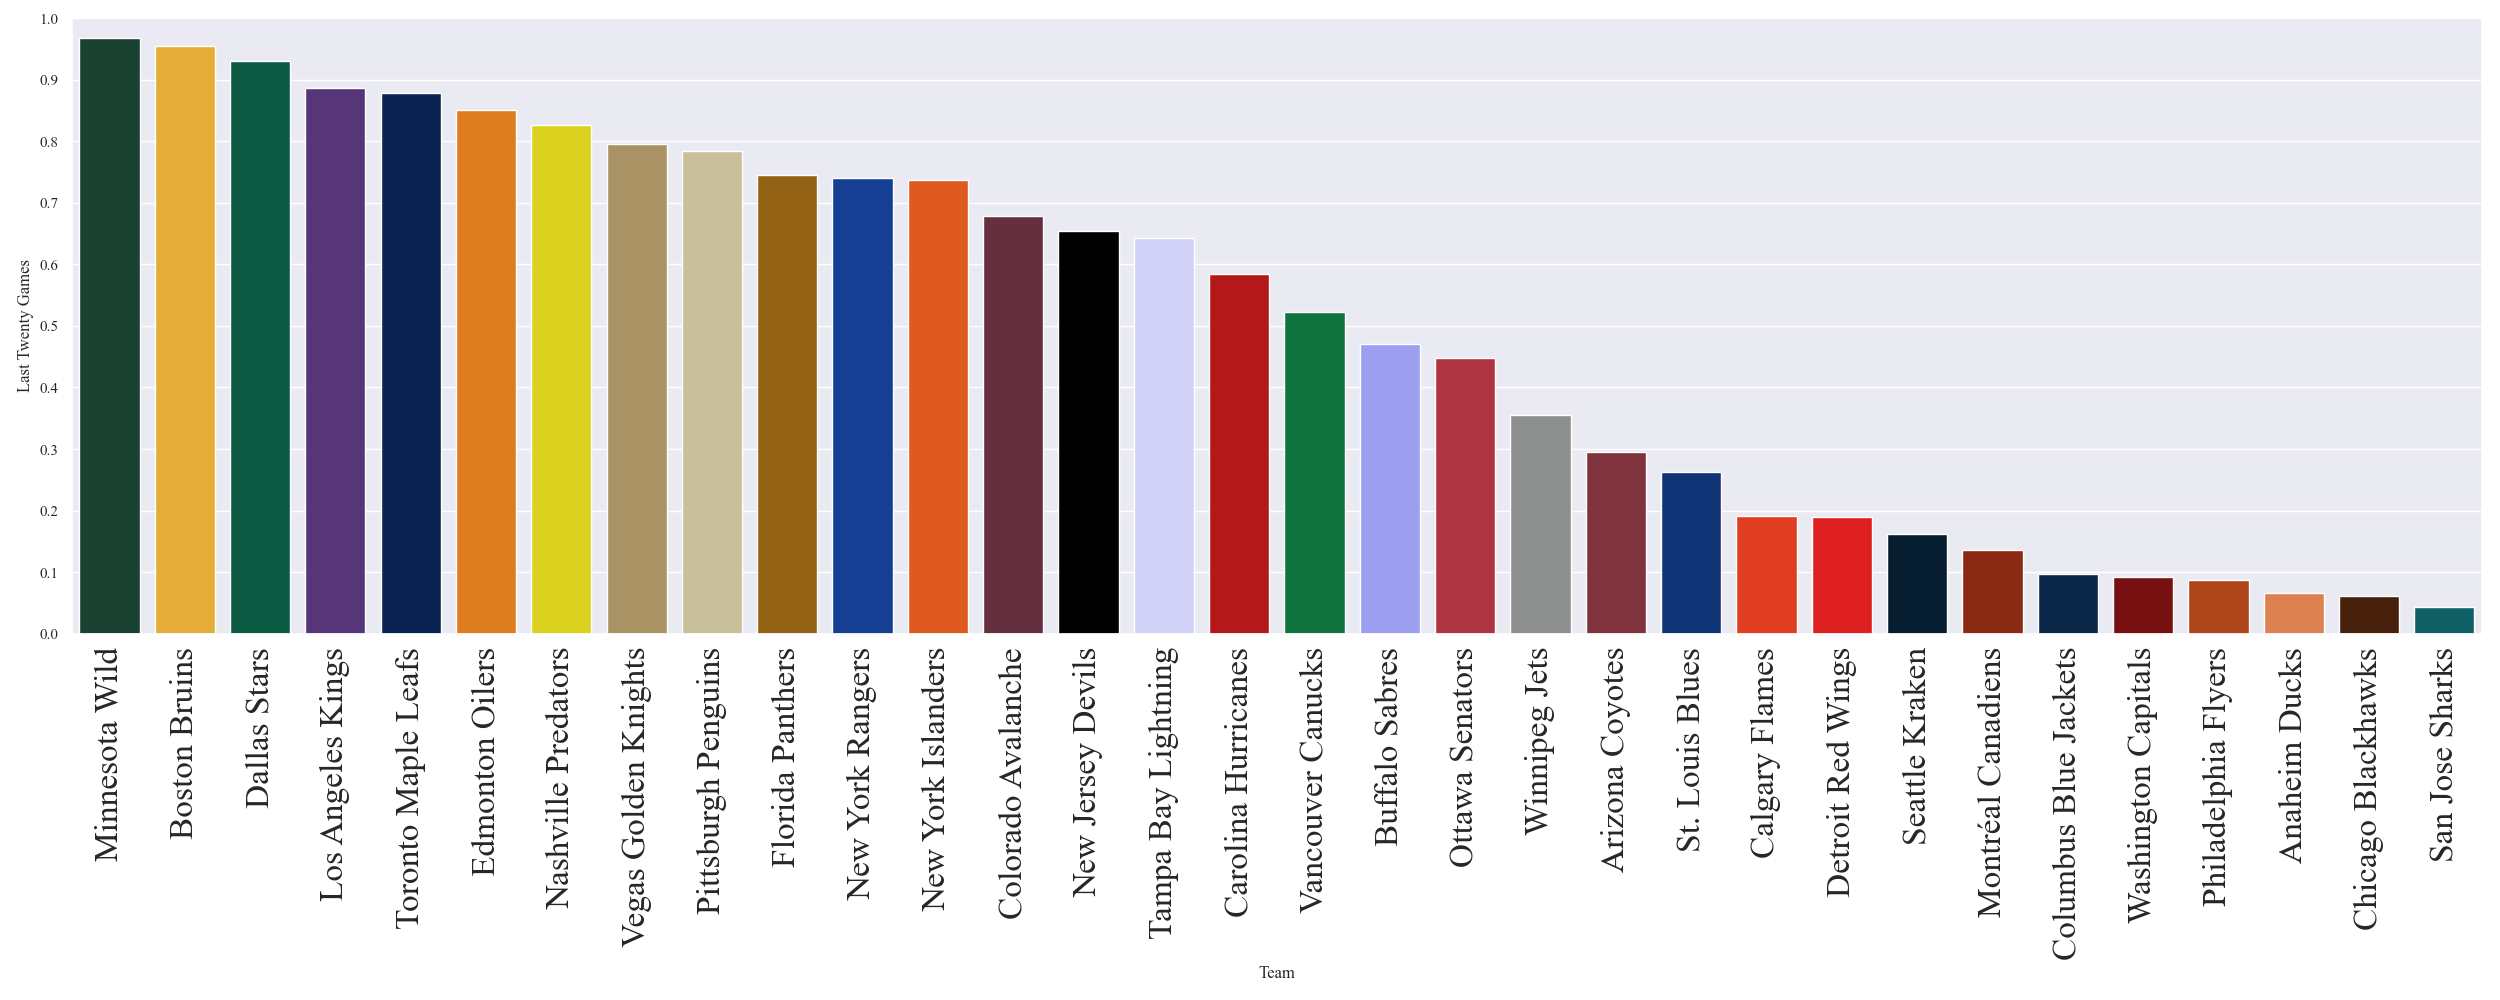 1.0
0.9
0.8
0.7
0.6
0.5
0.4
0.3
0.2
0.1
0.0
Last Twenty Games
Minnesota Wild
Boston Bruins
Dallas Stars
Los Angeles Kings
Toronto Maple Leafs
Edmonton Oilers
Nashville Predators
Vegas Golden Knights
Pittsburgh Penguins
Florida Panthers
New York Rangers
New York Islanders
Colorado Avalanche
New Jersey Devils
Tampa Bay Lightning
Carolina Hurricanes
Vancouver Canucks
Buffalo Sabres
Ottawa Senators
Winnipeg Jets
Arizona Coyotes
St. Louis Blues
Calgary Flames
Detroit Red Wings
Seattle Kraken
Montréal Canadiens
Columbus Blue Jackets
Washington Capitals
Philadelphia Flyers
Anaheim Ducks
Chicago Blackhawks
San Jose Sharks
Team